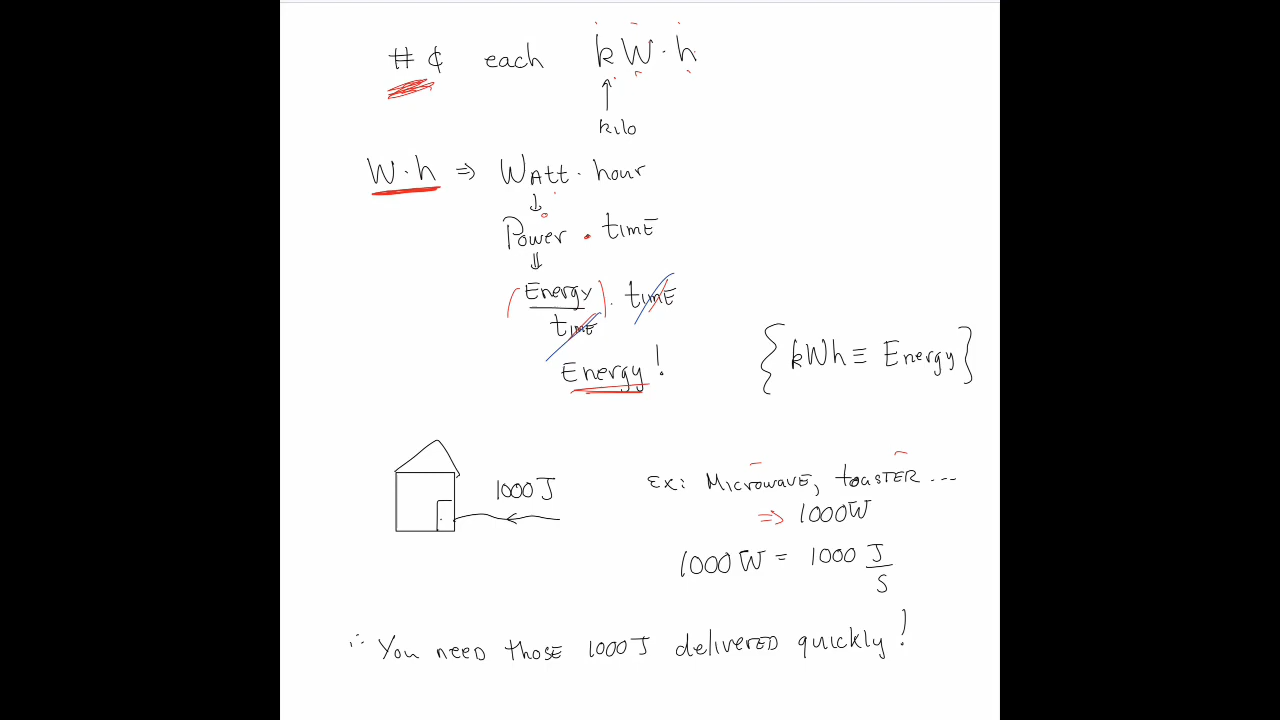 # ¢ each kW·h
kilo
W·h ⇒ Watt · hour
Power · time
(Energy) · time
time
Energy!
{kWh ≡ Energy}
1000 J
Ex: Microwave, toaster ...
⇒ 1000W
1000 W = 1000 J
s
∴ You need those 1000J delivered quickly!